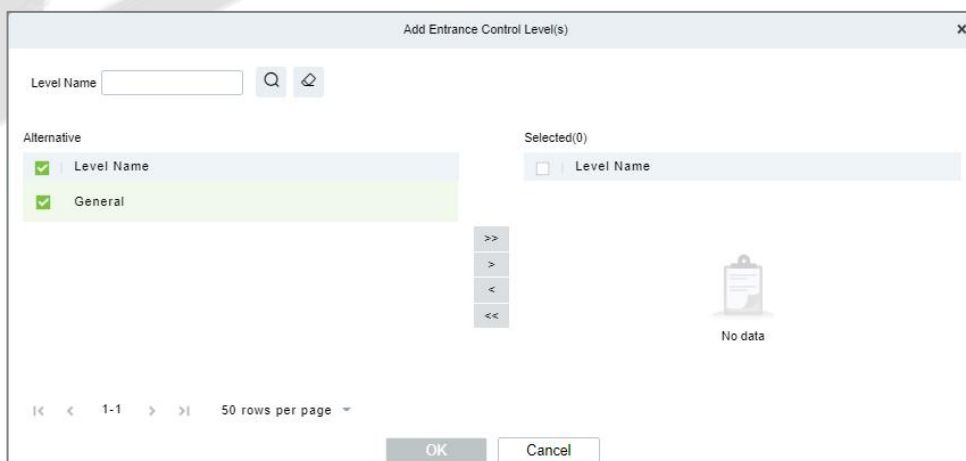 Add Entrance Control Level(s)
Level Name
Alternative
Selected(0)
Level Name
Level Name
General
>>
>
<
<<
No data
1-1
50 rows per page
OK
Cancel